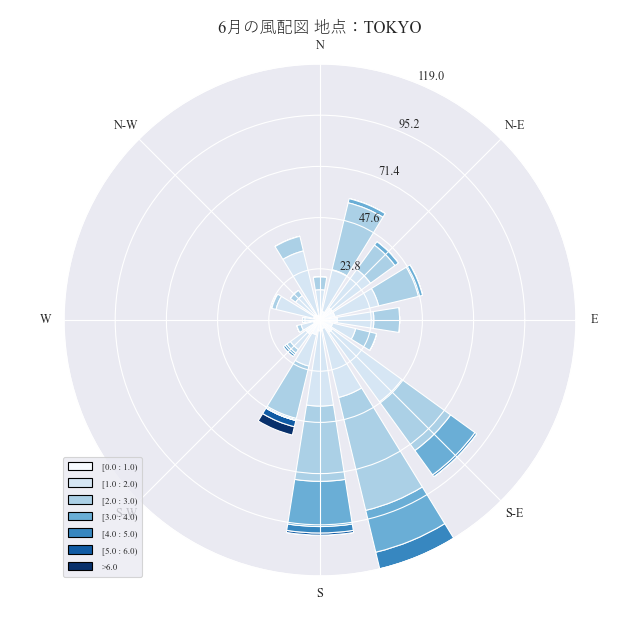 6月の風配図 地点：TOKYO
N
119.0
N-W
N-E
95.2
71.4
47.6
23.8
W
E
[0.0 : 1.0)
[1.0 : 2.0)
[2.0 : 3.0)
S-W
S-E
[3.0 : 4.0)
[4.0 : 5.0)
[5.0 : 6.0)
>6.0
S